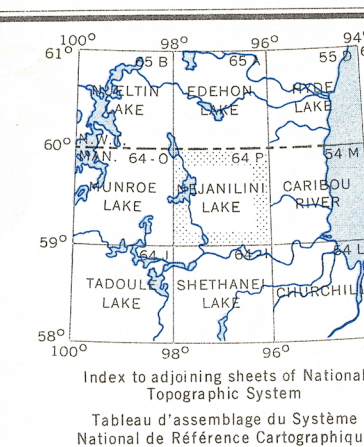 100° 98° 96° 94°
61° 65 B 65 A 55 D
NUELTIN EDEHON HYDE
LAKE LAKE LAKE
60° N.W.
MAN. 64-O 64 P 54 M
MUNROE NEJANILINI CARIBOU
LAKE LAKE RIVER
59°
64 J 64 I 54 L
TADOULE SHETHANEI CHURCHILL
LAKE LAKE
58°
100° 98° 96°
Index to adjoining sheets of National
Topographic System
Tableau d'assemblage du Système
National de Référence Cartographique